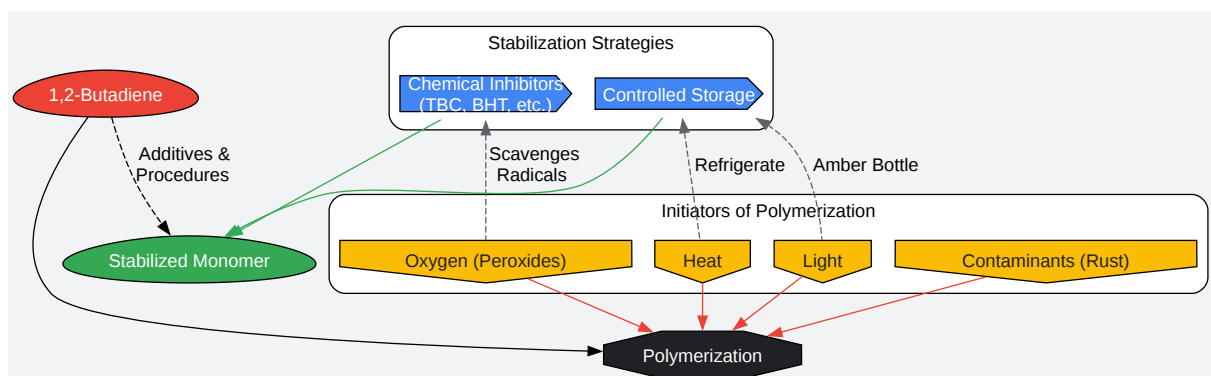 Stabilization Strategies
Chemical Inhibitors
(TBC, BHT, etc.)
Controlled Storage
1,2-Butadiene
Additives &
Procedures
Scavenges
Radicals
Refrigerate
Amber Bottle
Initiators of Polymerization
Stabilized Monomer
Oxygen (Peroxides)
Heat
Light
Contaminants (Rust)
Polymerization